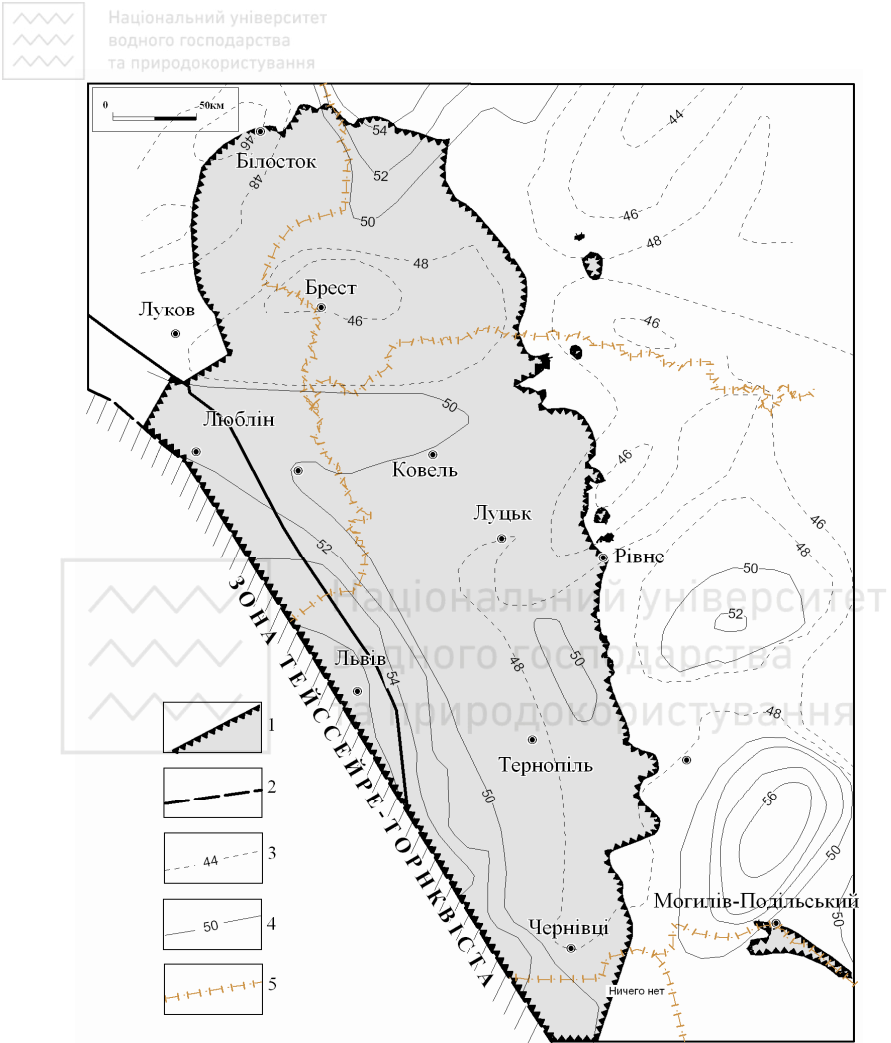 Національний університет
водного господарства
та природокористування
0 50км
44
54
46
Білосток
52
48
46
50
48
48
Брест
Луков
46
46
50
Люблін
46
Ковель
Луцьк
46
52
48
Рівне
50
Національний університет
52
ЗОНА ТЕЙССЕЙРЕ-ТОРНКВІСТА
водного господарства
Львів
48
50
54
та природокористування
48
1
Тернопіль
2
50
56
44
3
50
Могилів-Подільський
50
4
Чернівці
50
5
Ничего нет